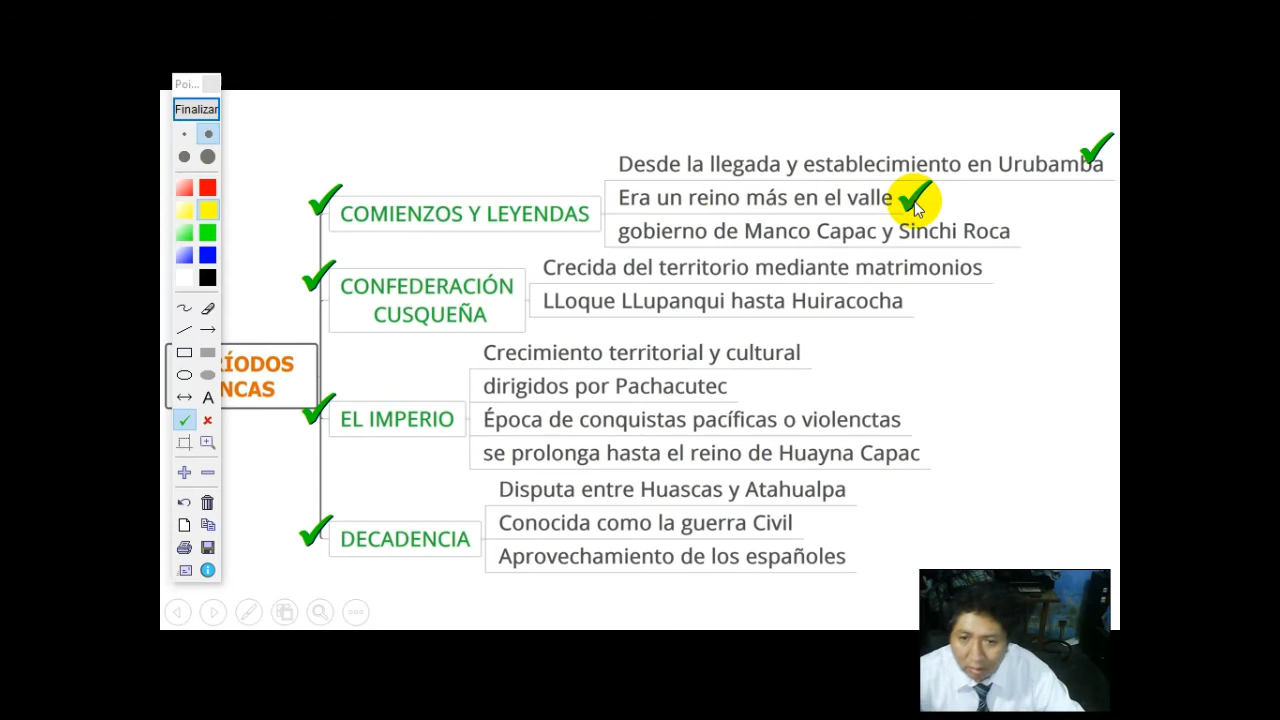 Poi...
Finalizar
Desde la llegada y establecimiento en Urubamba
Era un reino más en el valle
COMIENZOS Y LEYENDAS
gobierno de Manco Capac y Sinchi Roca
Crecida del territorio mediante matrimonios
CONFEDERACIÓN
CUSQUEÑA
LLoque LLupanqui hasta Huiracocha
RÍODOS
NCAS
Crecimiento territorial y cultural
dirigidos por Pachacutec
EL IMPERIO
Época de conquistas pacíficas o violenctas
se prolonga hasta el reino de Huayna Capac
Disputa entre Huascas y Atahualpa
Conocida como la guerra Civil
DECADENCIA
Aprovechamiento de los españoles
A